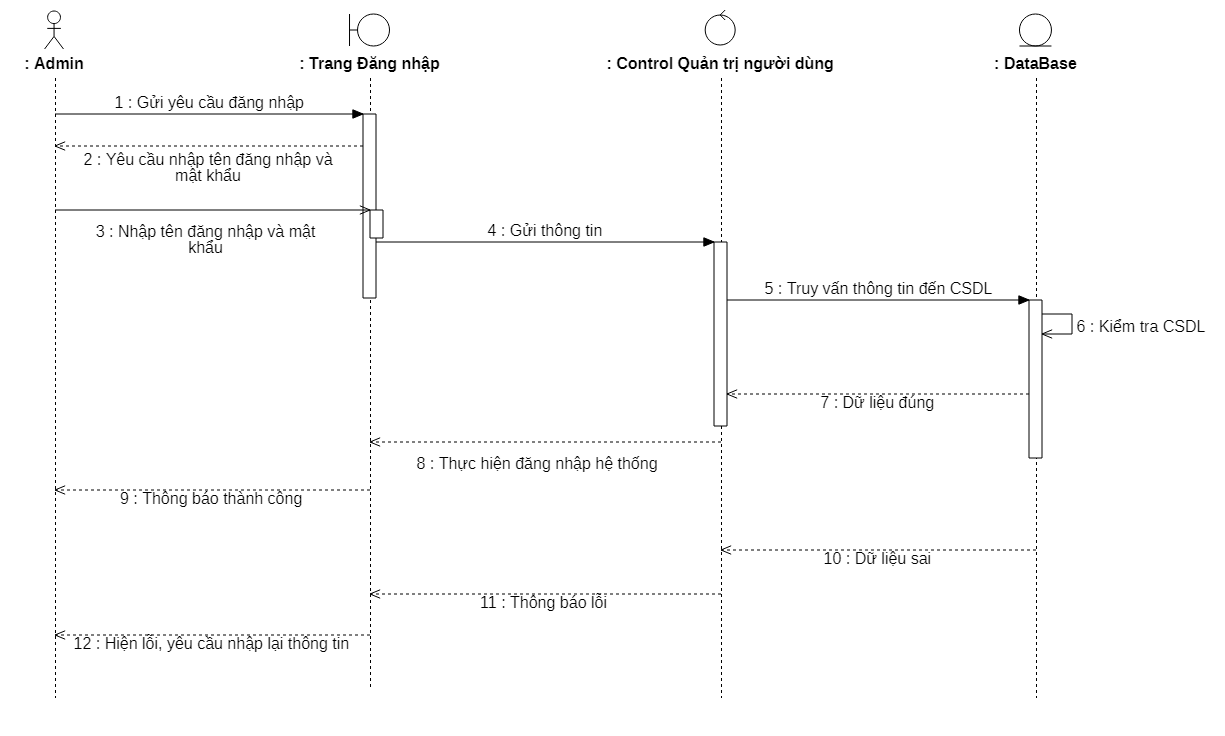 : Admin
: Trang Đăng nhập
: Control Quản trị người dùng
: DataBase
1 : Gửi yêu cầu đăng nhập
2 : Yêu cầu nhập tên đăng nhập và
mật khẩu
3 : Nhập tên đăng nhập và mật
khẩu
4 : Gửi thông tin
5 : Truy vấn thông tin đến CSDL
6 : Kiểm tra CSDL
7 : Dữ liệu đúng
8 : Thực hiện đăng nhập hệ thống
9 : Thông báo thành công
10 : Dữ liệu sai
11 : Thông báo lỗi
12 : Hiện lỗi, yêu cầu nhập lại thông tin